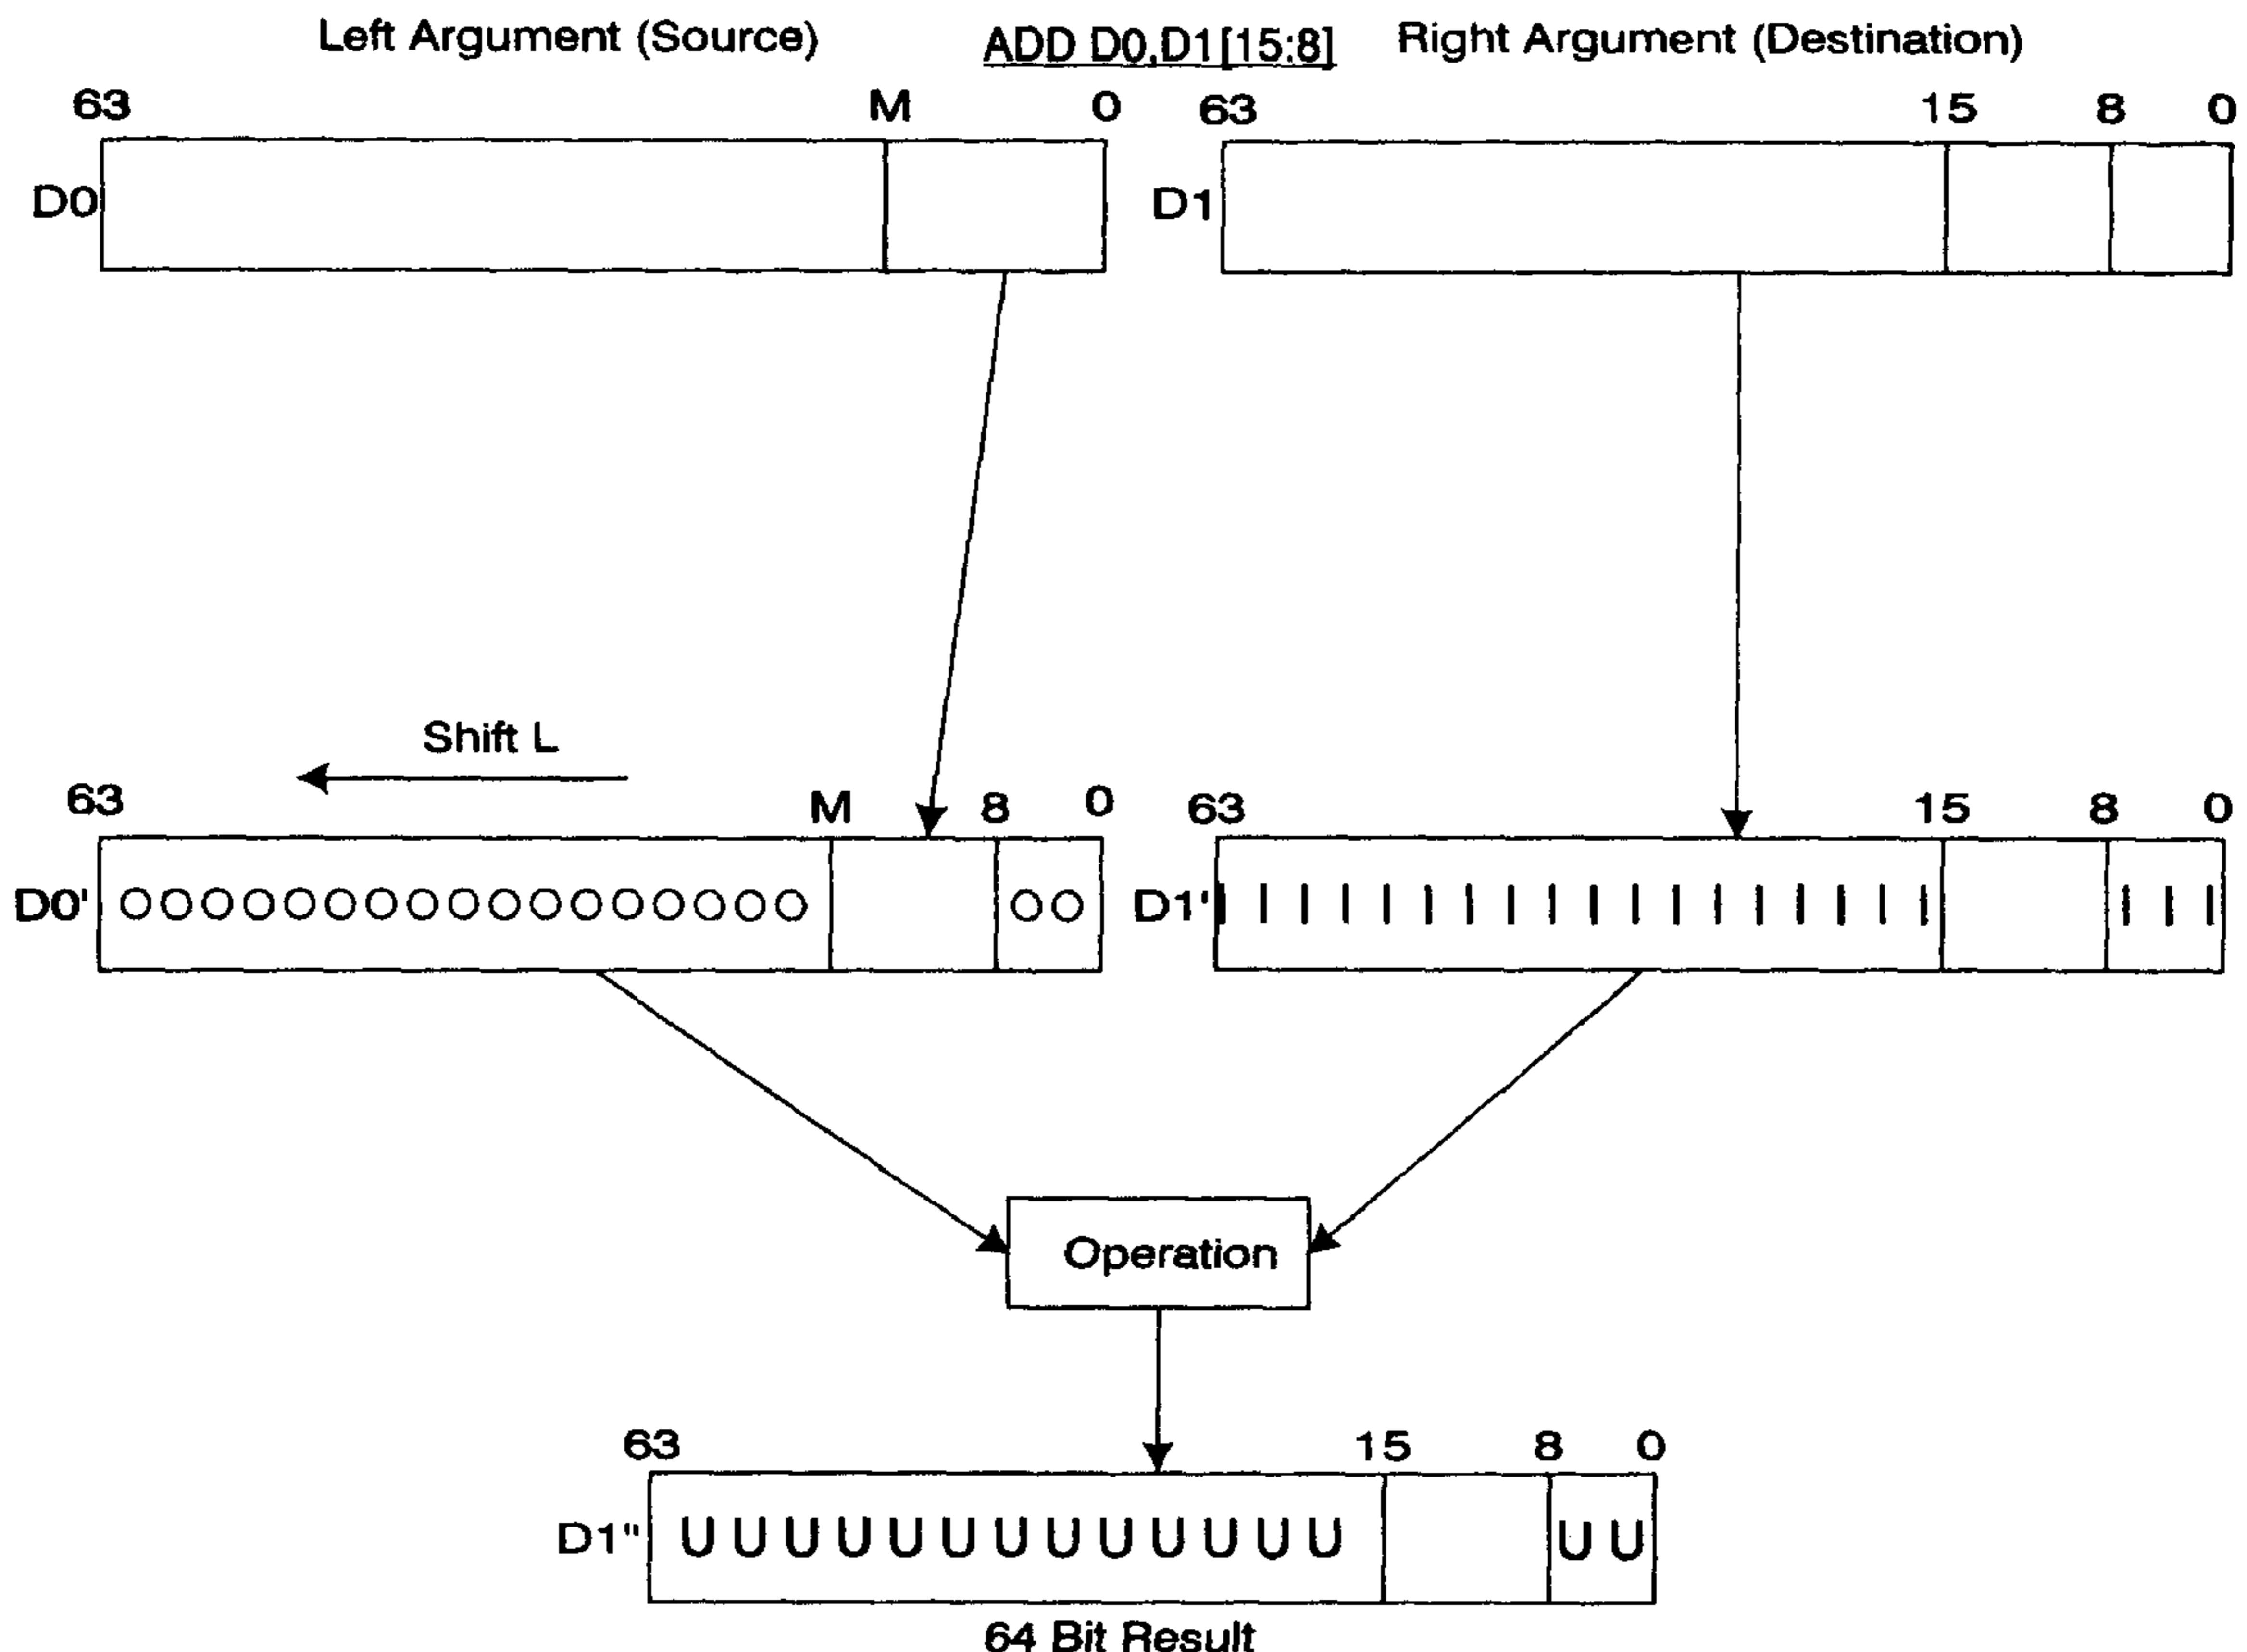 Left Argument (Source) ADD D0,D1[15:8] Right Argument (Destination)
63 M 0 63 15 8 0
D0 D1
Shift L
63 M 8 0 63 15 8 0
D0' OOOOOOOOOOOOOOOOO OO D1' I I I I I I I I I I I I I I I I I I I I I
Operation
63 15 8 0
D1" U U U U U U U U U U U U U U U
64 Bit Result